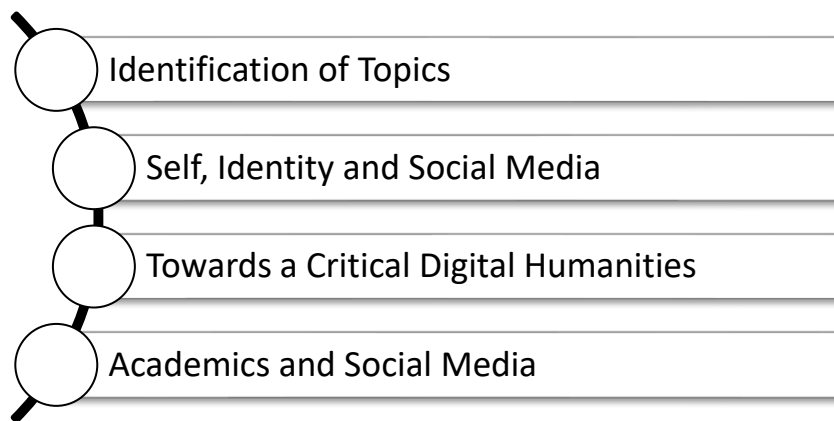 Identification of Topics
Self, Identity and Social Media
Towards a Critical Digital Humanities
Academics and Social Media